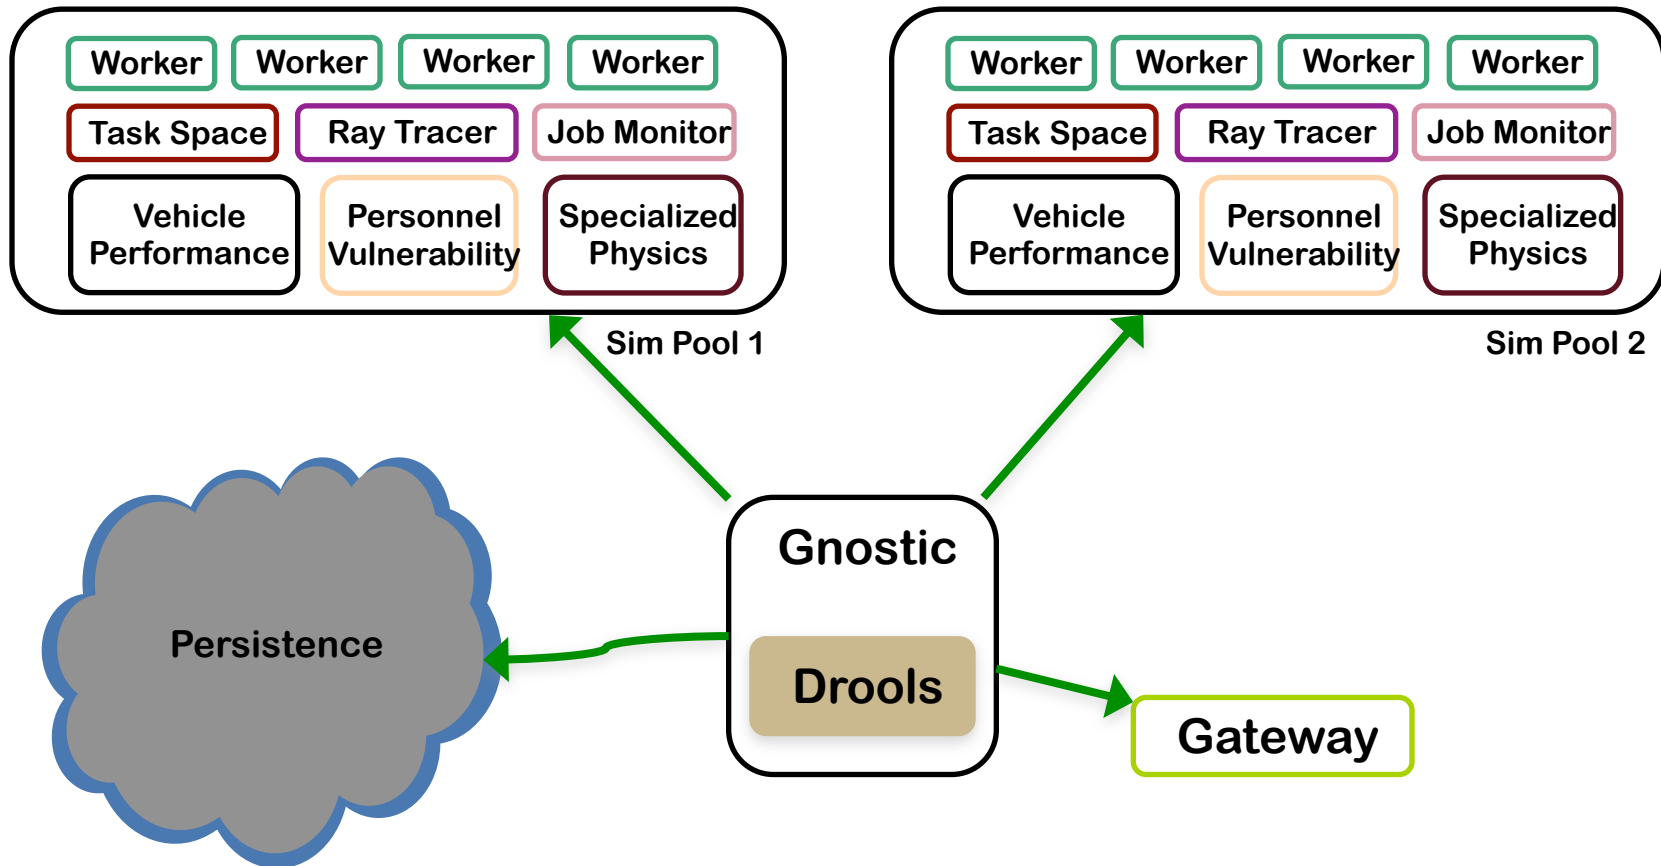 Worker Worker Worker Worker
Task Space Ray Tracer Job Monitor
Vehicle
Performance
Personnel
Vulnerability
Specialized
Physics
Sim Pool 1
Worker Worker Worker Worker
Task Space Ray Tracer Job Monitor
Vehicle
Performance
Personnel
Vulnerability
Specialized
Physics
Sim Pool 2
Gnostic
Persistence
Drools
Gateway